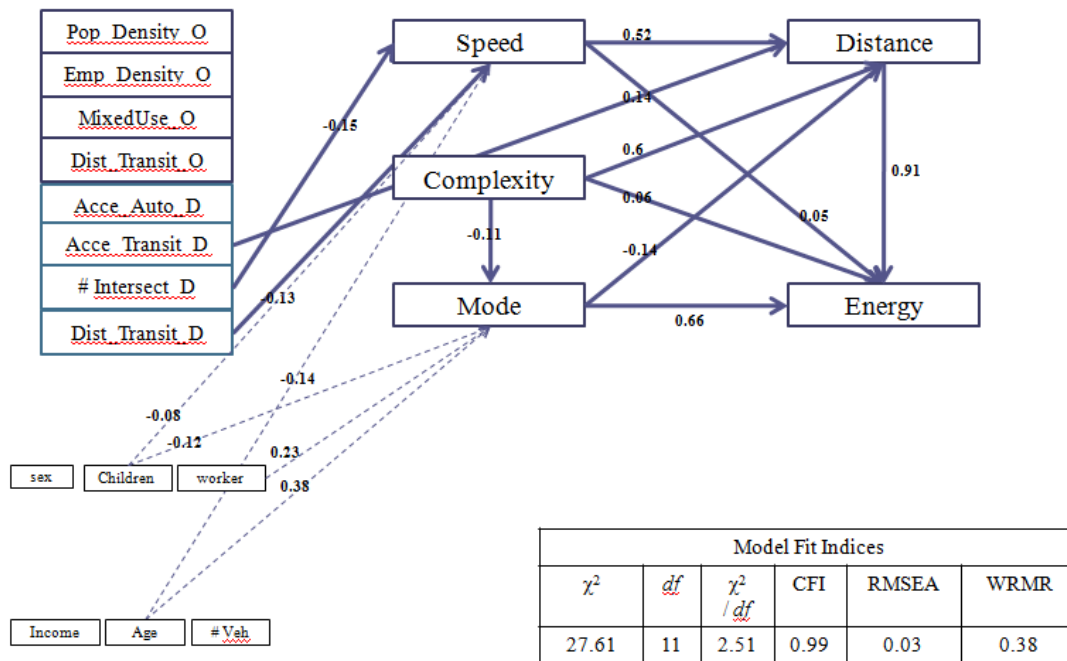 Pop_Density_O
Emp_Density_O
MixedUse_O
Dist_Transit_O
Acce_Auto_D
Acce_Transit_D
# Intersect_D
Dist_Transit_D
Speed
Distance
Complexity
Mode
Energy
0.52
0.14
-0.15
0.6
0.91
0.06
0.05
-0.11
-0.14
-0.13
0.66
-0.14
-0.08
-0.12
0.23
0.38
sex
Children
worker
Income
Age
# Veh
Model Fit Indices
χ² df χ² / df CFI RMSEA WRMR
27.61 11 2.51 0.99 0.03 0.38